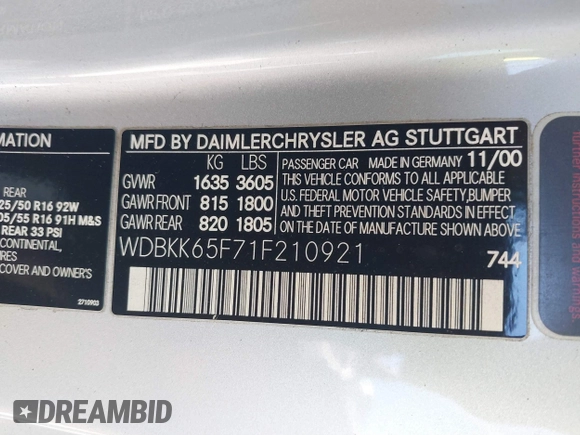 MATION
REAR
25/50 R16 92W
05/55 R16 91H M&S
REAR 33 PSI
CONTINENTAL,
COVER AND OWNER'S
2710903
MFD BY DAIMLERCHRYSLER AG STUTTGART
KG LBS
GVWR 1635 3605
GAWR FRONT 815 1800
GAWR REAR 820 1805
PASSENGER CAR MADE IN GERMANY 11/00
THIS VEHICLE CONFORMS TO ALL APPLICABLE
U.S. FEDERAL MOTOR VEHICLE SAFETY,BUMPER
AND THEFT PREVENTION STANDARDS IN EFFECT
ON THE DATE OF MANUFACTURE SHOWN ABOVE.
WDBKK65F71F210921
744
DREAMBID